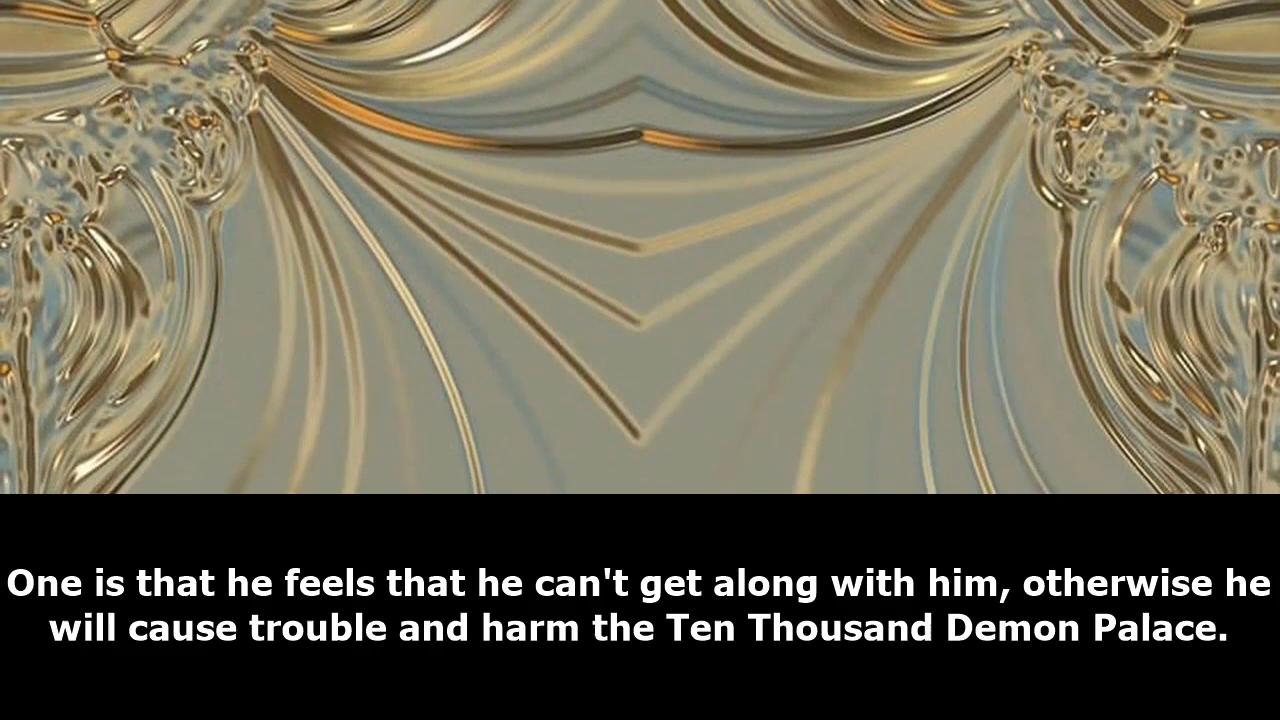 One is that he feels that he can't get along with him, otherwise he
will cause trouble and harm the Ten Thousand Demon Palace.